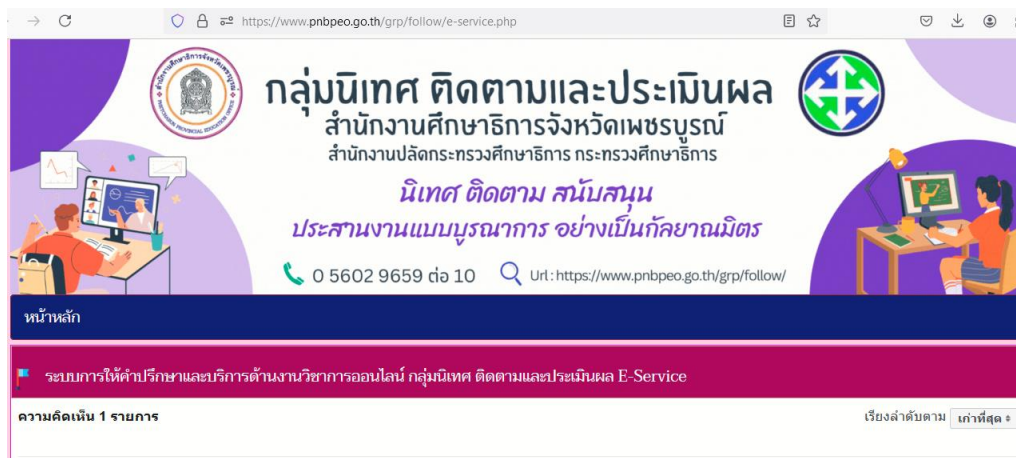 https://www.pnbpeo.go.th/grp/follow/e-service.php
กลุ่มนิเทศ ติดตามและประเมินผล
สำนักงานศึกษาธิการจังหวัดเพชรบูรณ์
สำนักงานปลัดกระทรวงศึกษาธิการ กระทรวงศึกษาธิการ
นิเทศ ติดตาม สนับสนุน
ประสานงานแบบบูรณาการ อย่างเป็นกัลยาณมิตร
0 5602 9659 ต่อ 10 Url : https://www.pnbpeo.go.th/grp/follow/
หน้าหลัก
ระบบการให้คำปรึกษาและบริการด้านงานวิชาการออนไลน์ กลุ่มนิเทศ ติดตามและประเมินผล E-Service
ความคิดเห็น 1 รายการ เรียงลำดับตาม เก่าที่สุด